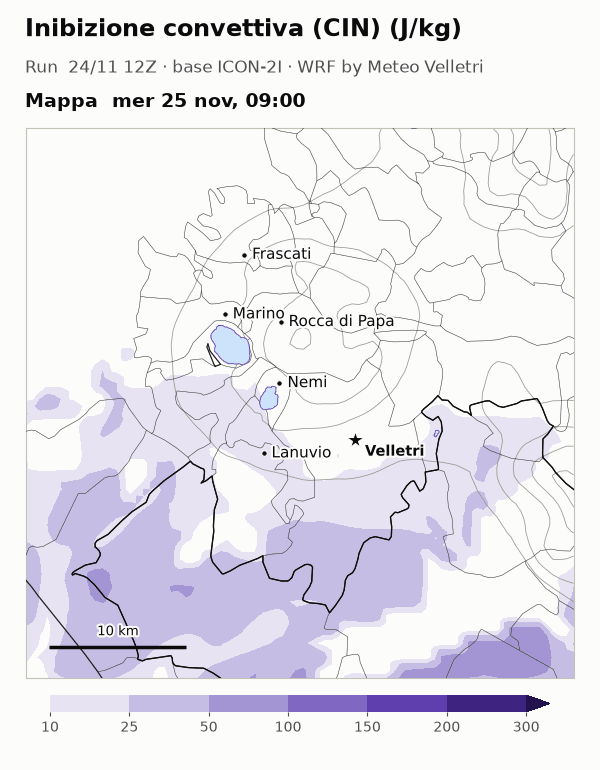 Inibizione convettiva (CIN) (J/kg)
Run  24/11 12Z · base ICON-2I · WRF by Meteo Velletri
Mappa  mer 25 nov, 09:00
Frascati
Marino
Rocca di Papa
Nemi
Velletri
Lanuvio
10 km
10 25 50 100 150 200 300